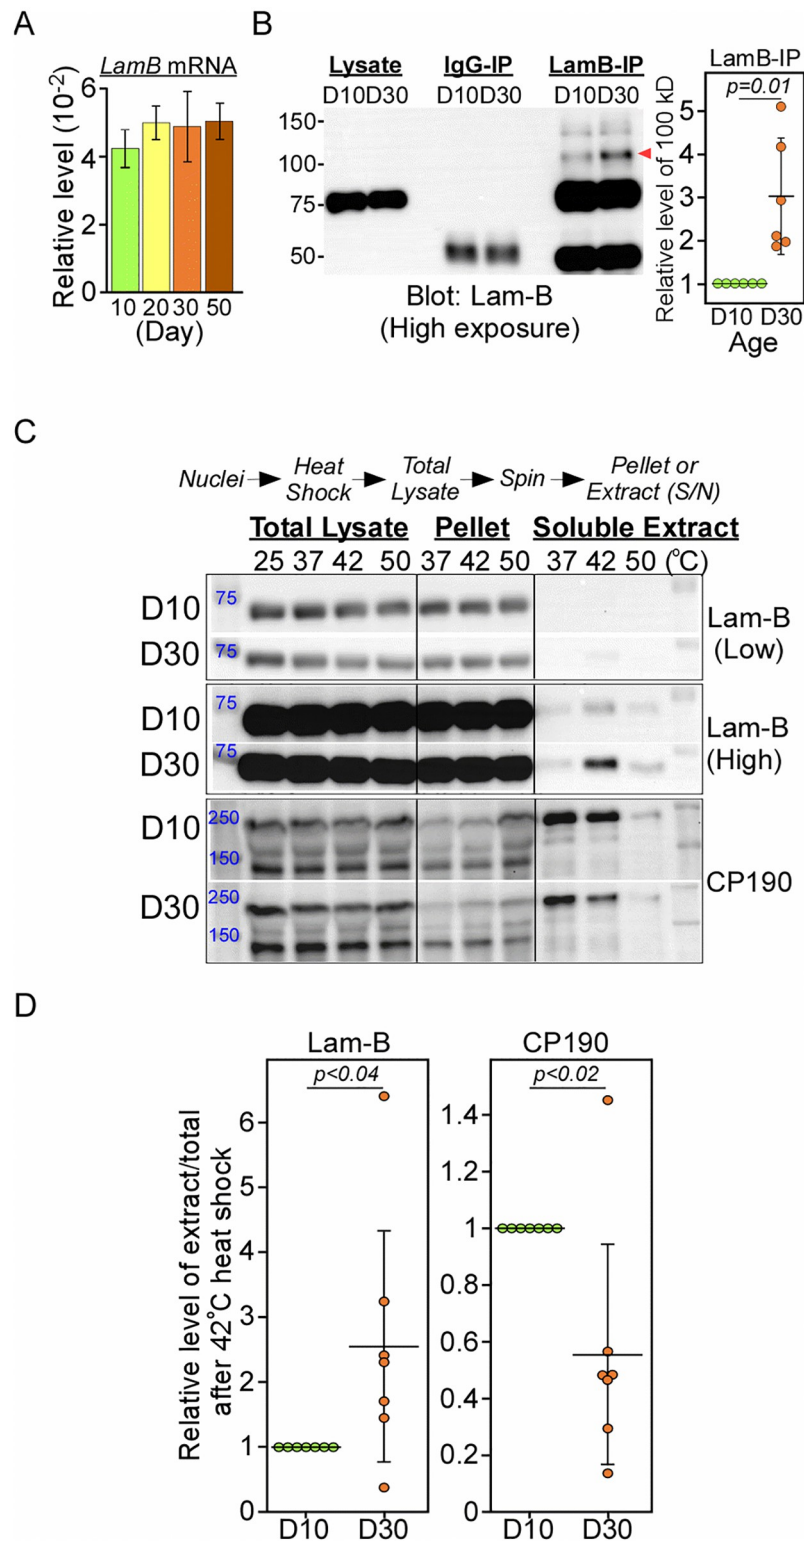 A
LamB mRNA
Relative level (10-2)
6
4
2
0
10 20 30 50
(Day)
B
Lysate IgG-IP LamB-IP
D10D30 D10D30 D10D30
150-
100-
75-
50-
Blot: Lam-B
(High exposure)
LamB-IP
p=0.01
Relative level of 100 kD
5
4
3
2
1
D10 D30
Age
C
Nuclei Heat Shock Total Lysate Spin Pellet or Extract (S/N)
Total Lysate Pellet Soluble Extract
25 37 42 50 37 42 50 37 42 50 (°C)
D10 75
D30 75
Lam-B
(Low)
D10 75
D30 75
Lam-B
(High)
D10 250
150
D30 250
150
CP190
D
Relative level of extract/total
after 42°C heat shock
Lam-B
p<0.04
6
5
4
3
2
1
0
D10 D30
CP190
p<0.02
1.4
1.2
1
0.8
0.6
0.4
0.2
0
D10 D30